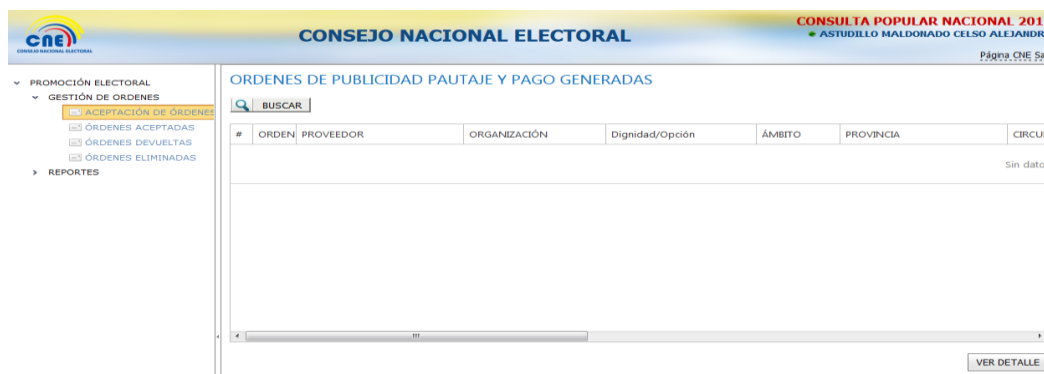 CNE
CONSEJO NACIONAL ELECTORAL
CONSEJO NACIONAL ELECTORAL
CONSULTA POPULAR NACIONAL 201
ASTUDILLO MALDONADO CELSO ALEJANDR
Página CNE Sa
PROMOCIÓN ELECTORAL
GESTIÓN DE ORDENES
ACEPTACIÓN DE ÓRDENES
ÓRDENES ACEPTADAS
ÓRDENES DEVUELTAS
ÓRDENES ELIMINADAS
REPORTES
ORDENES DE PUBLICIDAD PAUTAJE Y PAGO GENERADAS
BUSCAR
# ORDEN PROVEEDOR ORGANIZACIÓN Dignidad/Opción ÁMBITO PROVINCIA CIRCU
Sin dato
VER DETALLE